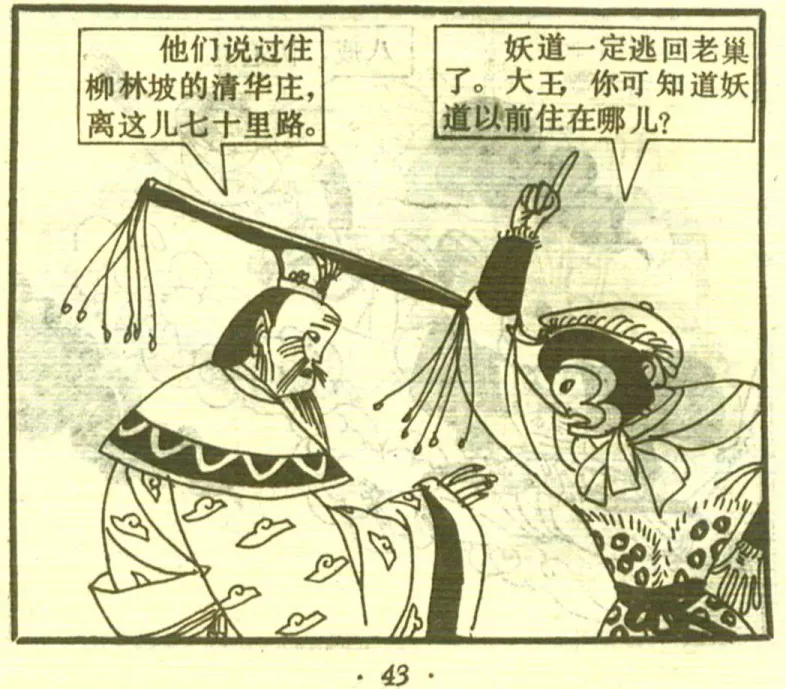 妖道一定逃回老巢
了。大王，你可知道妖
道以前住在哪儿？
他们说过住
柳林坡的清华庄，
离这儿七十里路。
· 43 ·